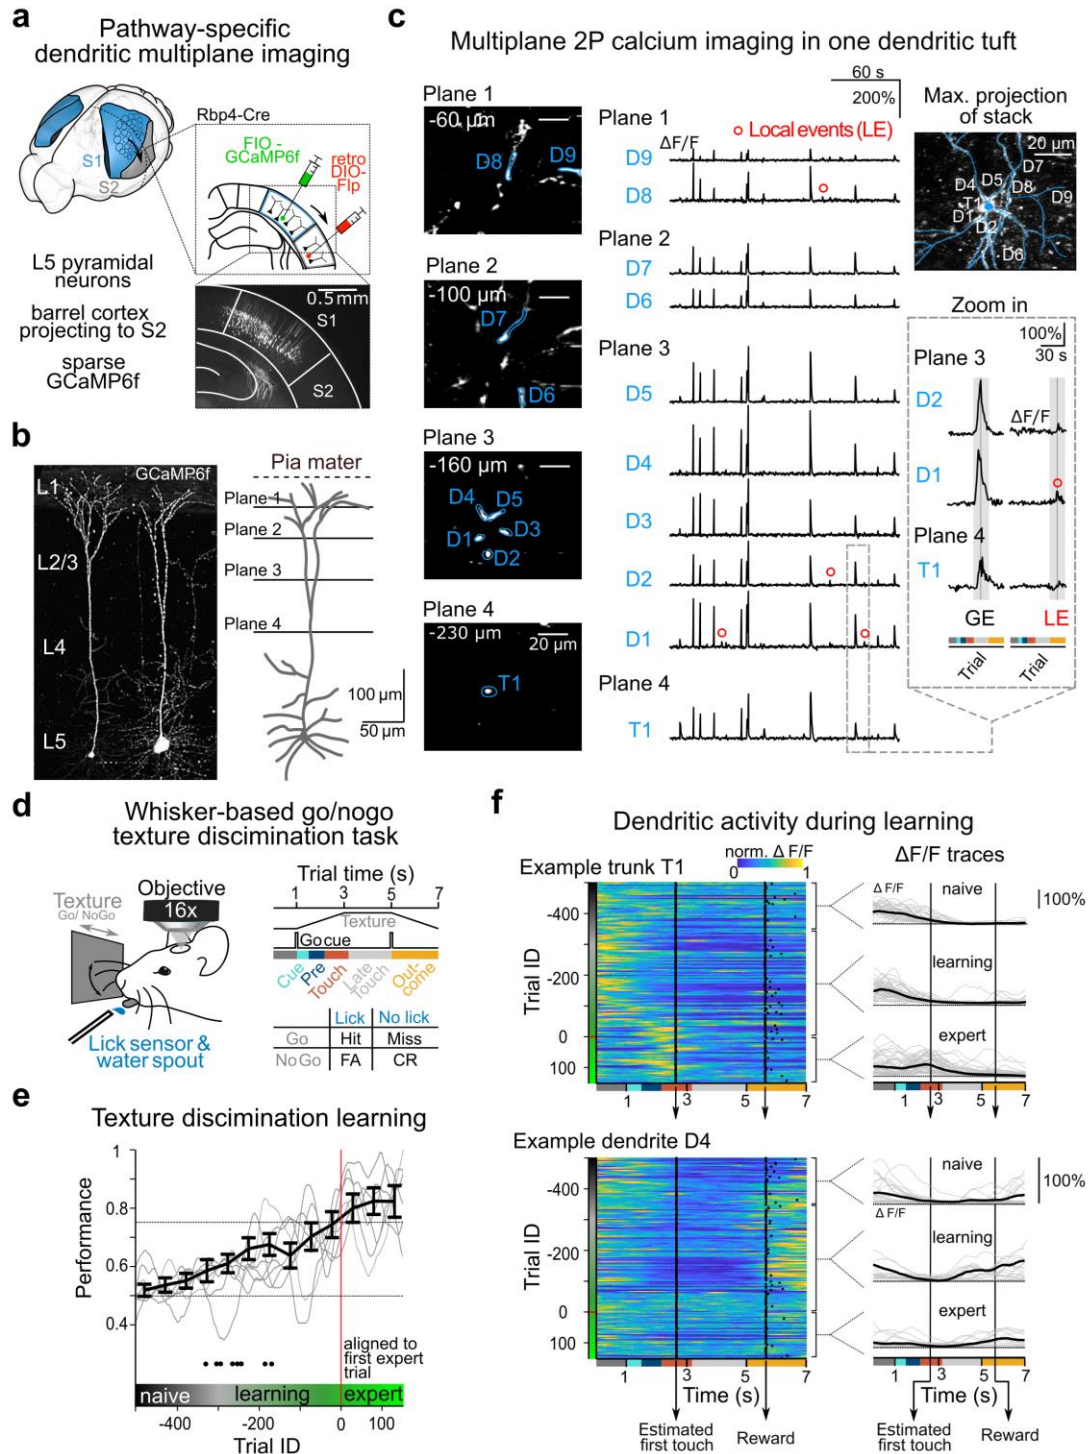 a
Pathway-specific
dendritic multiplane imaging
Rbp4-Cre
S1
S2
FIO -
GCaMP6f
retro
DIO-
Flp
L5 pyramidal
neurons
barrel cortex
projecting to S2
sparse
GCaMP6f
0.5 mm
S1
S2
b
GCaMP6f
L1
L2/3
L4
L5
Pia mater
Plane 1
Plane 2
Plane 3
Plane 4
100 µm
50 µm
c
Multiplane 2P calcium imaging in one dendritic tuft
Plane 1
-60 µm
D8
D9
Plane 2
-100 µm
D7
D6
Plane 3
-160 µm
D4
D5
D3
D1
D2
Plane 4
-230 µm
20 µm
T1
60 s
200%
Plane 1
Local events (LE)
ΔF/F
D9
D8
Plane 2
D7
D6
Plane 3
D5
D4
D3
D2
D1
Plane 4
T1
Max. projection
of stack
20 µm
D7
D4
D5
D8
D9
T1
D1
D2
D6
Zoom in
100%
30 s
Plane 3
D2
ΔF/F
D1
Plane 4
T1
GE
LE
Trial
Trial
d
Whisker-based go/nogo
texture discimination task
Texture
Go/ NoGo
Objective
16x
Lick sensor &
water spout
Trial time (s)
1 3 5 7
Texture
Go cue
Cue
Pre
Touch
Late
Touch
Out-
come
Lick No lick
Go Hit Miss
No Go FA CR
e
Texture discrimination learning
Performance
1
0.8
0.6
0.4
aligned to
first expert
trial
naive learning expert
-400 -200 0 100
Trial ID
f
Dendritic activity during learning
norm. Δ F/F
0 1
Example trunk T1
Trial ID
-400
-200
0
100
1 3 5 7
ΔF/F traces
Δ F/F
naive
100%
learning
expert
1 3 5 7
Example dendrite D4
Trial ID
-400
-200
0
100
1 3 5 7
Time (s)
Estimated
first touch
Reward
naive
100%
Δ F/F
learning
expert
1 3 5 7
Time (s)
Estimated
first touch
Reward